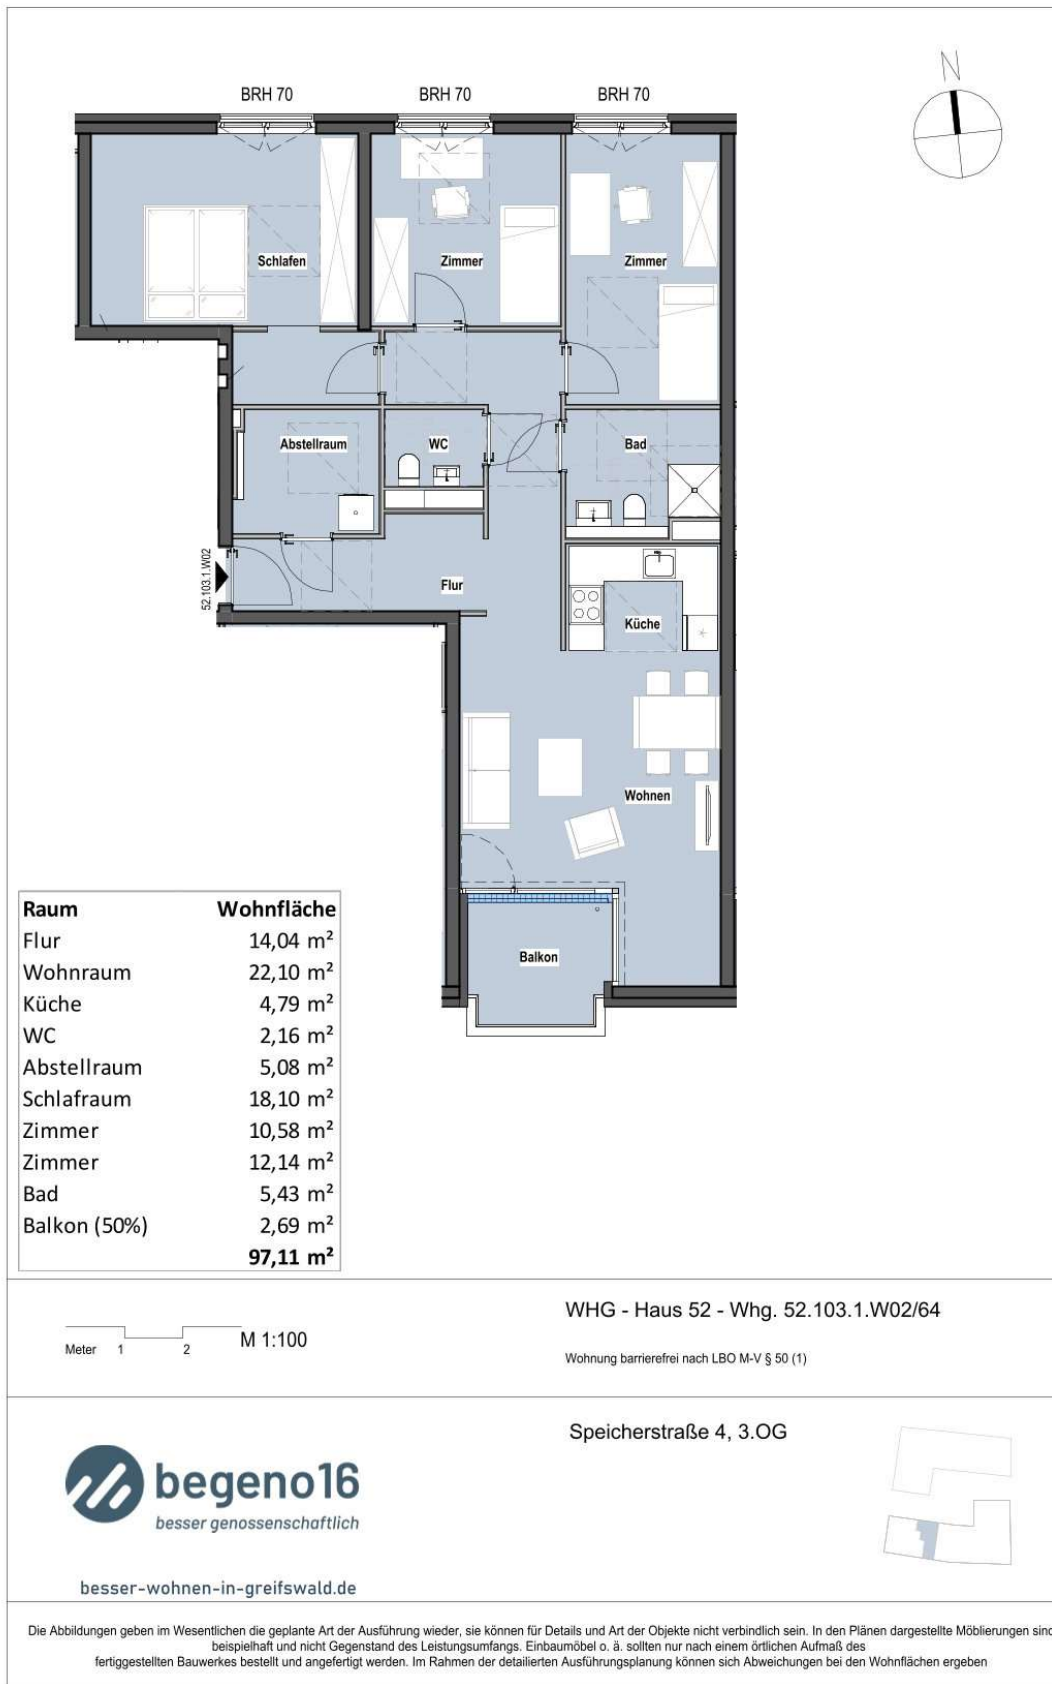 N
BRH 70
BRH 70
BRH 70
Schlafen
Zimmer
Zimmer
Abstellraum
WC
Bad
52.103.1.W02
Flur
Küche
Wohnen
Balkon
Raum Wohnfläche
Flur 14,04 m²
Wohnraum 22,10 m²
Küche 4,79 m²
WC 2,16 m²
Abstellraum 5,08 m²
Schlafraum 18,10 m²
Zimmer 10,58 m²
Zimmer 12,14 m²
Bad 5,43 m²
Balkon (50%) 2,69 m²
97,11 m²
Meter 1 2 M 1:100
WHG - Haus 52 - Whg. 52.103.1.W02/64
Wohnung barrierefrei nach LBO M-V § 50 (1)
Speicherstraße 4, 3.OG
begeno16
besser genossenschaftlich
besser-wohnen-in-greifswald.de
Die Abbildungen geben im Wesentlichen die geplante Art der Ausführung wieder, sie können für Details und Art der Objekte nicht verbindlich sein. In den Plänen dargestellte Möblierungen sind
beispielhaft und nicht Gegenstand des Leistungsumfangs. Einbaumöbel o. ä. sollten nur nach einem örtlichen Aufmaß des
fertiggestellten Bauwerkes bestellt und angefertigt werden. Im Rahmen der detailierten Ausführungsplanung können sich Abweichungen bei den Wohnflächen ergeben